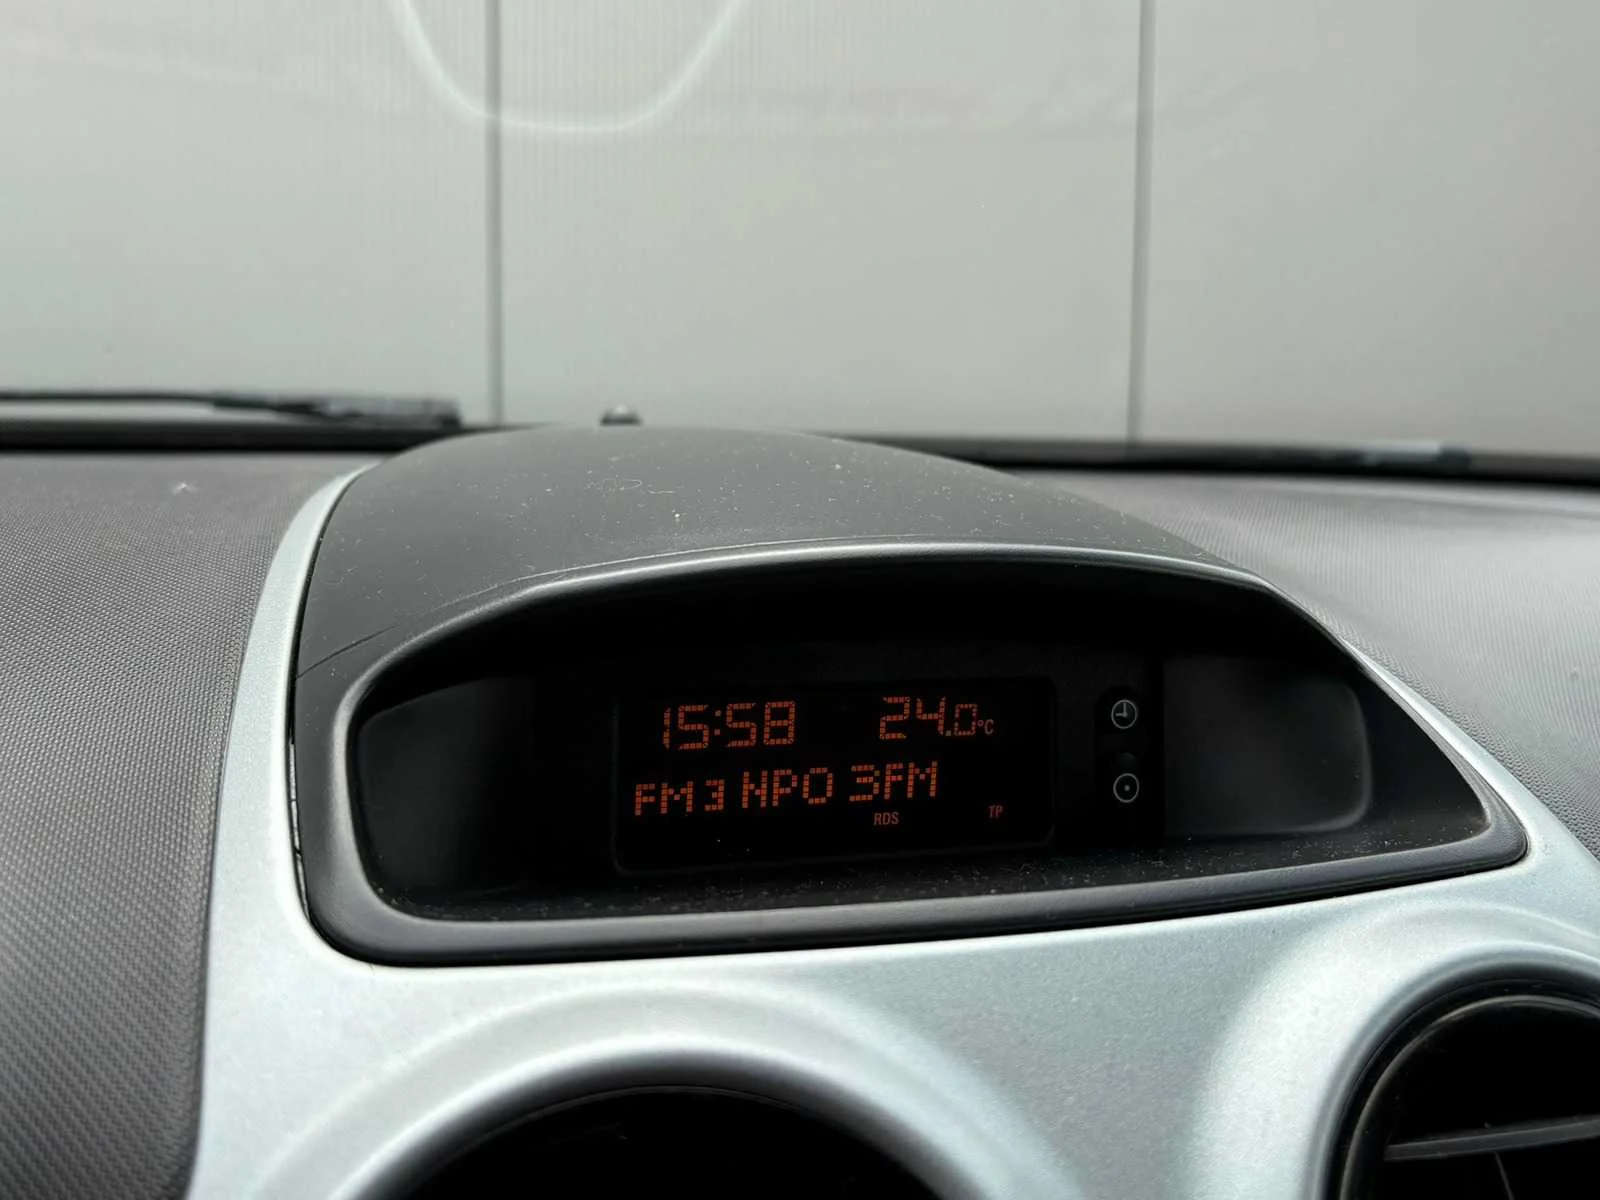 15:58 24.0°C
FM3 NPO 3FM
RDS TP